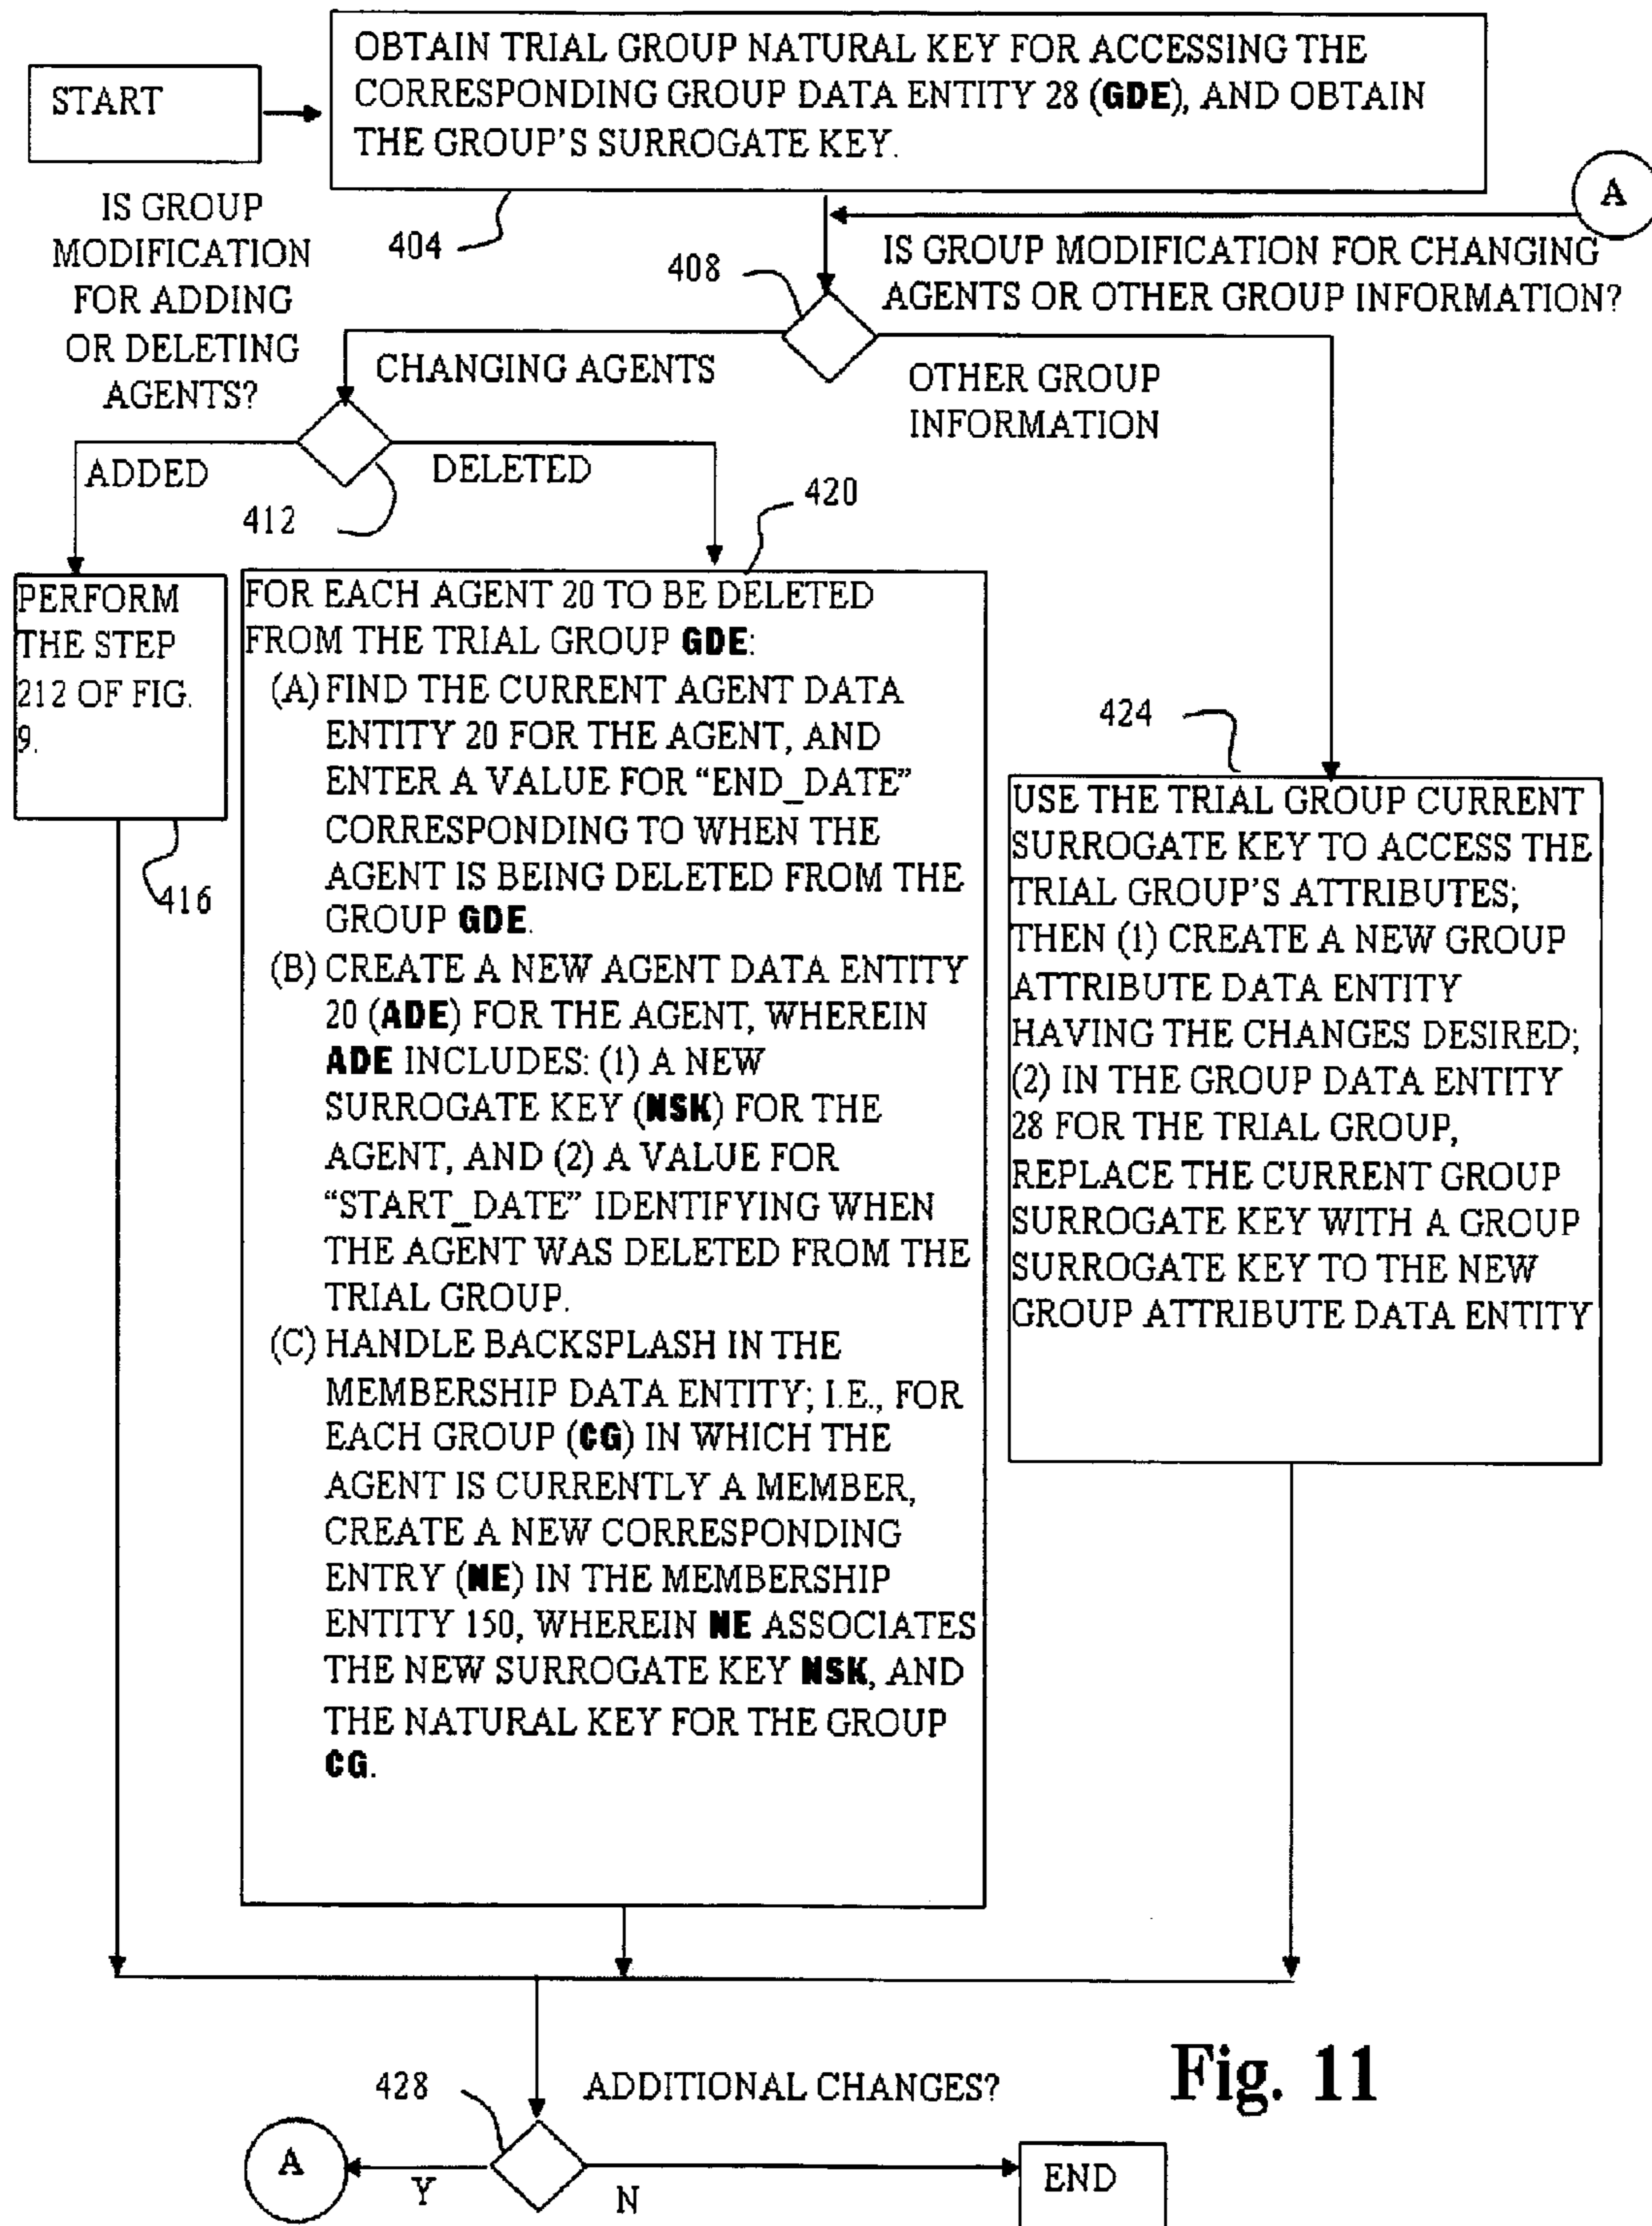 START
OBTAIN TRIAL GROUP NATURAL KEY FOR ACCESSING THE
CORRESPONDING GROUP DATA ENTITY 28 (GDE), AND OBTAIN
THE GROUP'S SURROGATE KEY.
A
404
IS GROUP
MODIFICATION
FOR ADDING
OR DELETING
AGENTS?
408
IS GROUP MODIFICATION FOR CHANGING
AGENTS OR OTHER GROUP INFORMATION?
CHANGING AGENTS
OTHER GROUP
INFORMATION
ADDED
DELETED
412
420
PERFORM
THE STEP
212 OF FIG.
9.
416
FOR EACH AGENT 20 TO BE DELETED
FROM THE TRIAL GROUP GDE:
(A) FIND THE CURRENT AGENT DATA
ENTITY 20 FOR THE AGENT, AND
ENTER A VALUE FOR “END_DATE”
CORRESPONDING TO WHEN THE
AGENT IS BEING DELETED FROM THE
GROUP GDE.
(B) CREATE A NEW AGENT DATA ENTITY
20 (ADE) FOR THE AGENT, WHEREIN
ADE INCLUDES: (1) A NEW
SURROGATE KEY (NSK) FOR THE
AGENT, AND (2) A VALUE FOR
“START_DATE” IDENTIFYING WHEN
THE AGENT WAS DELETED FROM THE
TRIAL GROUP.
(C) HANDLE BACKSPLASH IN THE
MEMBERSHIP DATA ENTITY; I.E., FOR
EACH GROUP (CG) IN WHICH THE
AGENT IS CURRENTLY A MEMBER,
CREATE A NEW CORRESPONDING
ENTRY (NE) IN THE MEMBERSHIP
ENTITY 150, WHEREIN NE ASSOCIATES
THE NEW SURROGATE KEY NSK, AND
THE NATURAL KEY FOR THE GROUP
CG.
424
USE THE TRIAL GROUP CURRENT
SURROGATE KEY TO ACCESS THE
TRIAL GROUP'S ATTRIBUTES;
THEN (1) CREATE A NEW GROUP
ATTRIBUTE DATA ENTITY
HAVING THE CHANGES DESIRED;
(2) IN THE GROUP DATA ENTITY
28 FOR THE TRIAL GROUP,
REPLACE THE CURRENT GROUP
SURROGATE KEY WITH A GROUP
SURROGATE KEY TO THE NEW
GROUP ATTRIBUTE DATA ENTITY
428
ADDITIONAL CHANGES?
Fig. 11
A
Y
N
END